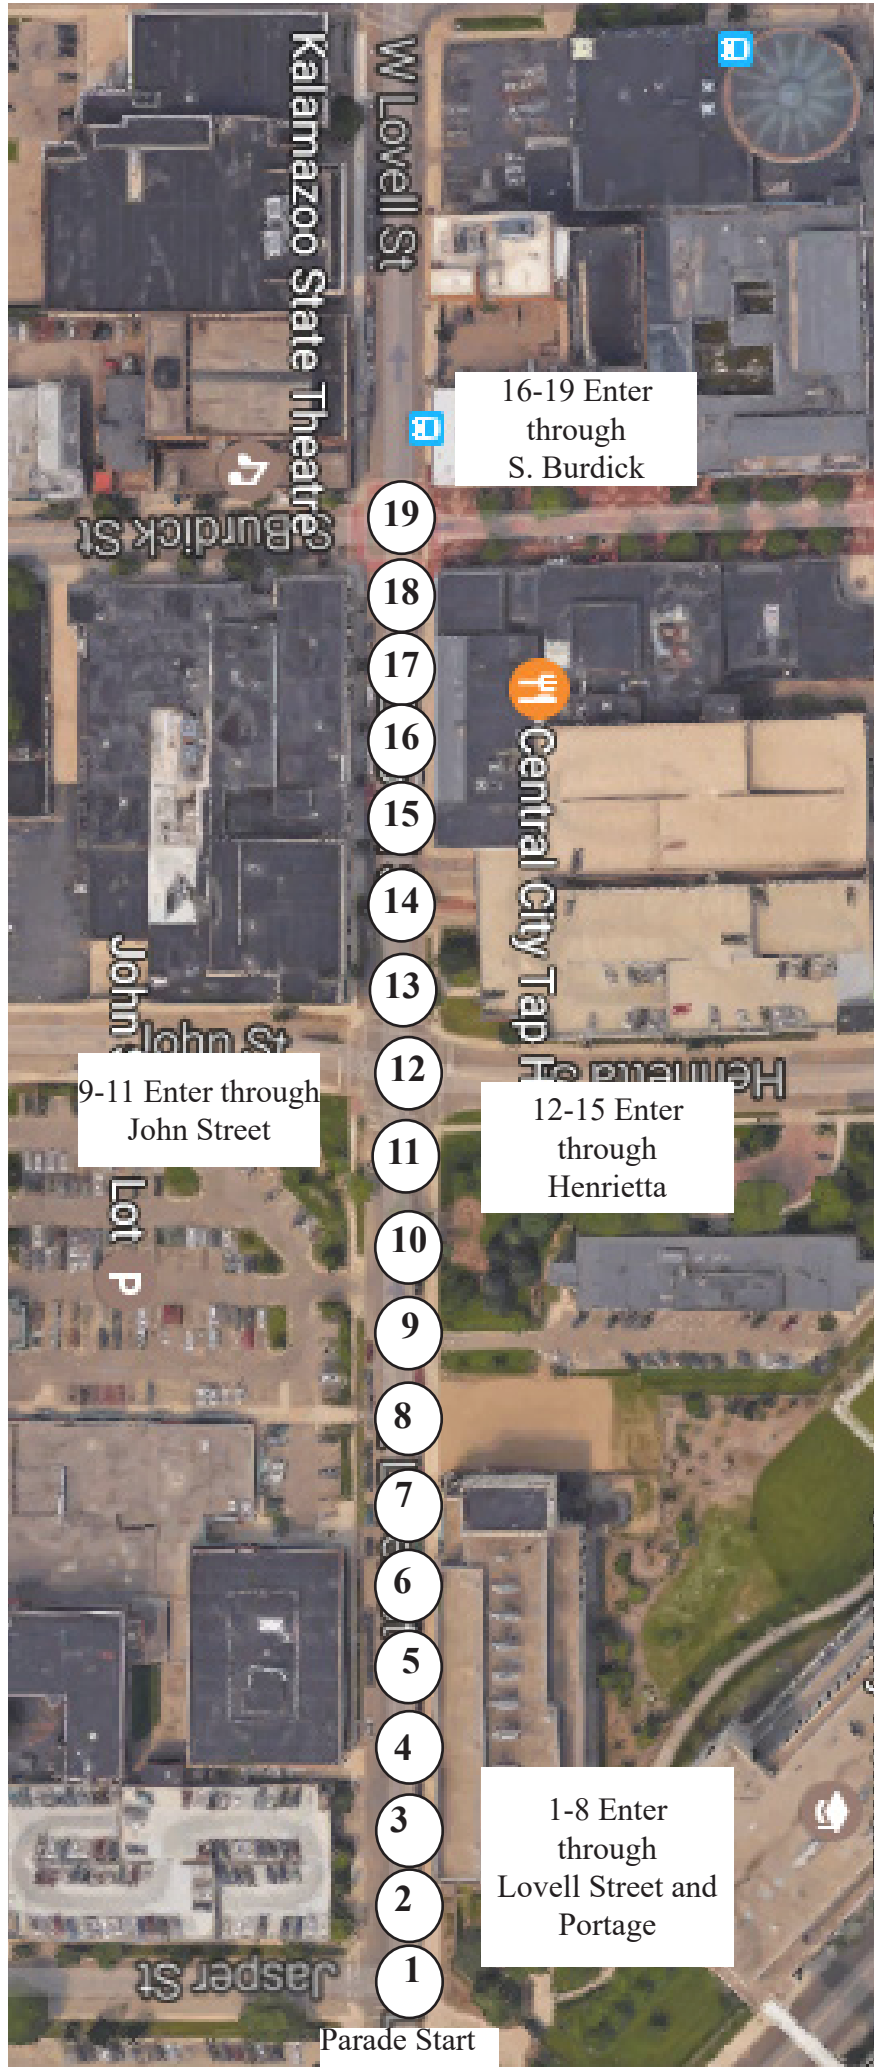 W Lovell St
Kalamazoo State Theatre
16-19 Enter
through
S. Burdick
19
S Burdick St
18
17
16
Central City Tap H
15
14
13
John St
John
Henrietta St
12
9-11 Enter through
John Street
12-15 Enter
through
Henrietta
11
Lot
10
P
9
8
7
6
5
4
1-8 Enter
through
Lovell Street and
Portage
3
2
1
Jasper St
Parade Start